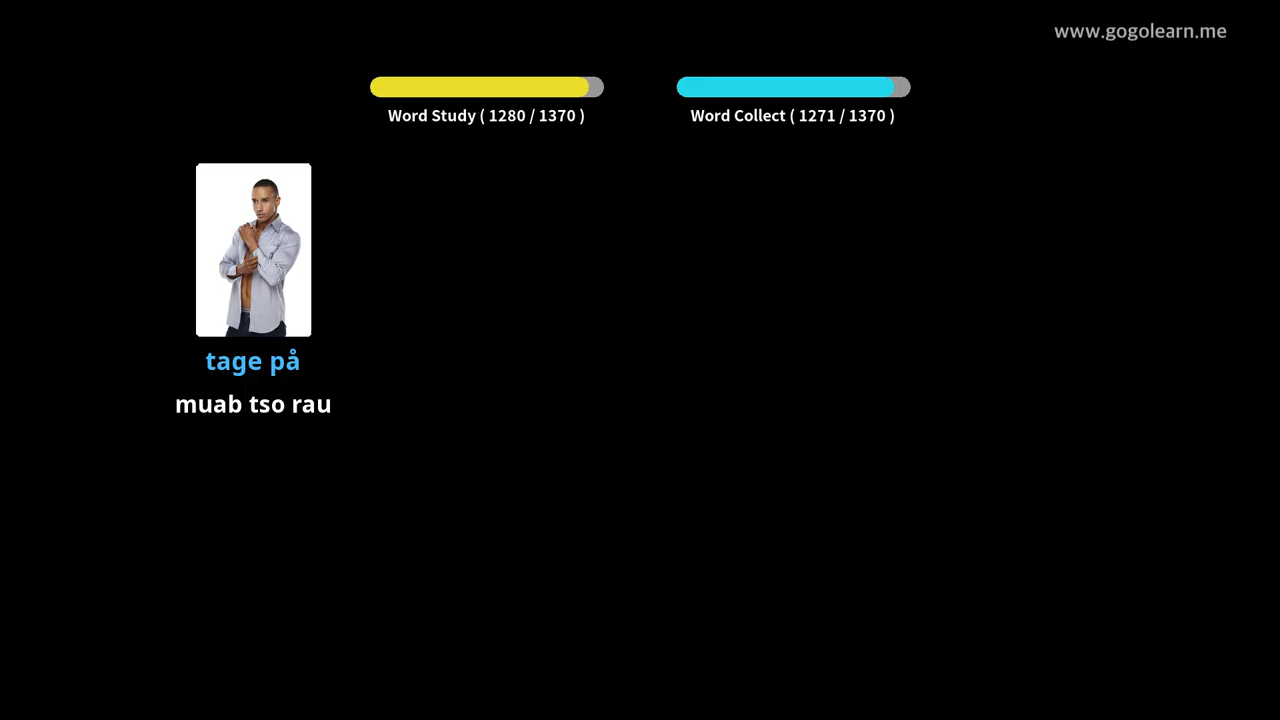 www.gogolearn.me
Word Study ( 1280 / 1370 )
Word Collect ( 1271 / 1370 )
tage på
muab tso rau